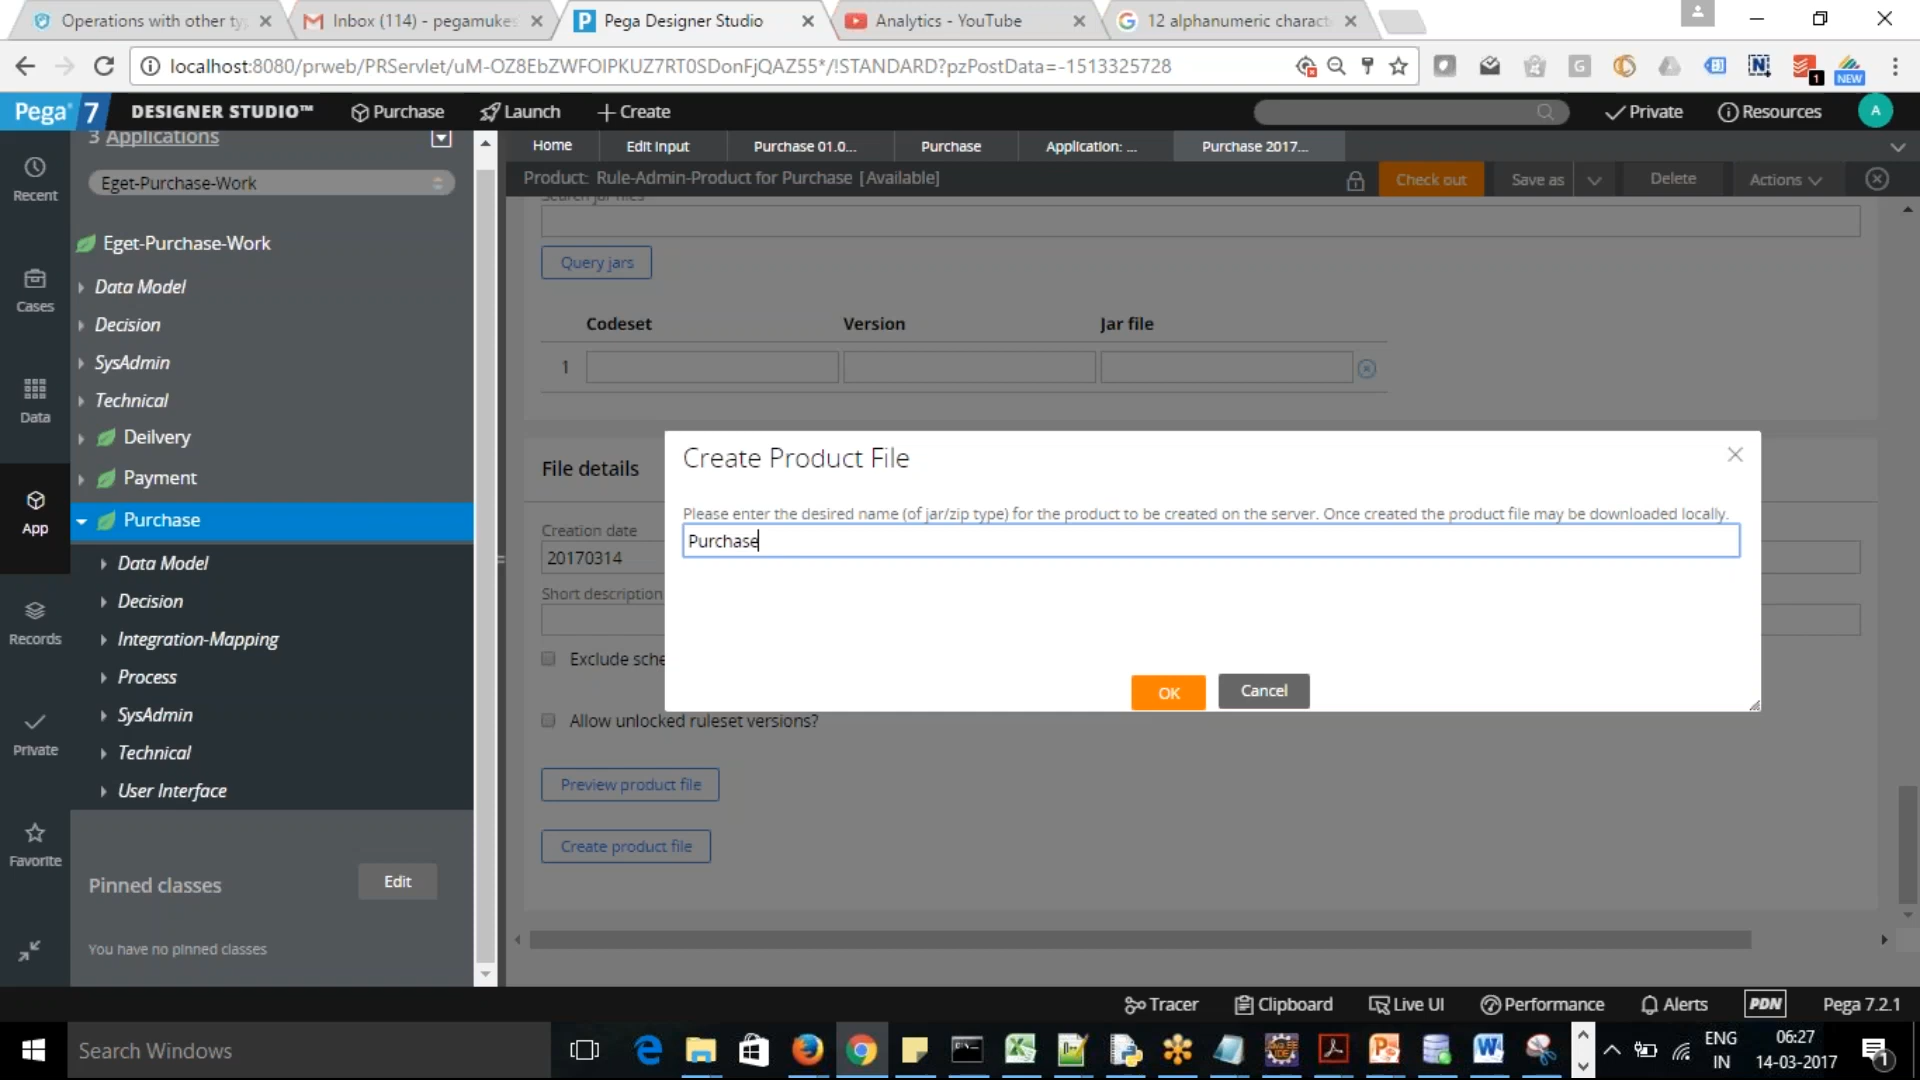 Operations with other ty
Inbox (114) - pegamukes
Pega Designer Studio
Analytics - YouTube
12 alphanumeric characte
localhost:8080/prweb/PRServlet/uM-OZ8EbZWFOIPKUZ7RT0SDonFjQAZ55*/!STANDARD?pzPostData=-1513325728
1
NEW
Pega 7
DESIGNER STUDIO™
Purchase
Launch
Create
Private
Resources
A
3 Applications
Home
Edit Input
Purchase 01.0...
Purchase
Application: ...
Purchase 2017...
Product: Rule-Admin-Product for Purchase [Available]
Check out
Save as
Delete
Actions
Recent
Cases
Data
App
Records
Private
Favorite
Eget-Purchase-Work
Eget-Purchase-Work
Data Model
Decision
SysAdmin
Technical
Deilvery
Payment
Purchase
Data Model
Decision
Integration-Mapping
Process
SysAdmin
Technical
User Interface
Pinned classes
Edit
You have no pinned classes
Search jar files
Query jars
Codeset
Version
Jar file
1
File details
Creation date
20170314
Short description
Exclude sche
Allow unlocked ruleset versions?
Preview product file
Create product file
Create Product File
Please enter the desired name (of jar/zip type) for the product to be created on the server. Once created the product file may be downloaded locally.
Purchase
OK
Cancel
Tracer
Clipboard
Live UI
Performance
Alerts
PDN
Pega 7.2.1
Search Windows
ENG
IN
06:27
14-03-2017
1